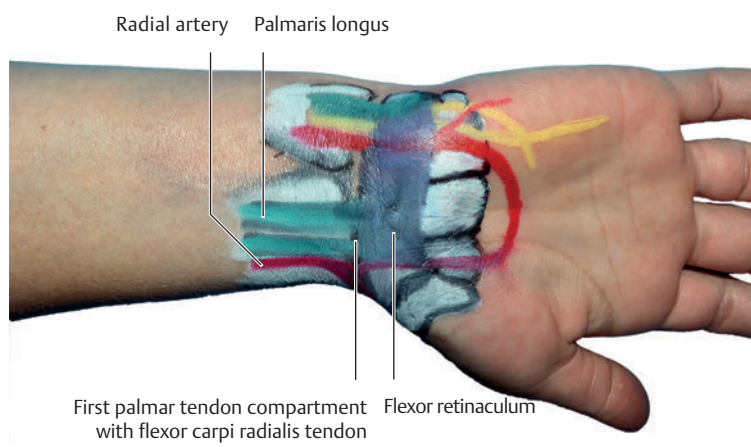 Radial artery
Palmaris longus
First palmar tendon compartment
with flexor carpi radialis tendon
Flexor retinaculum